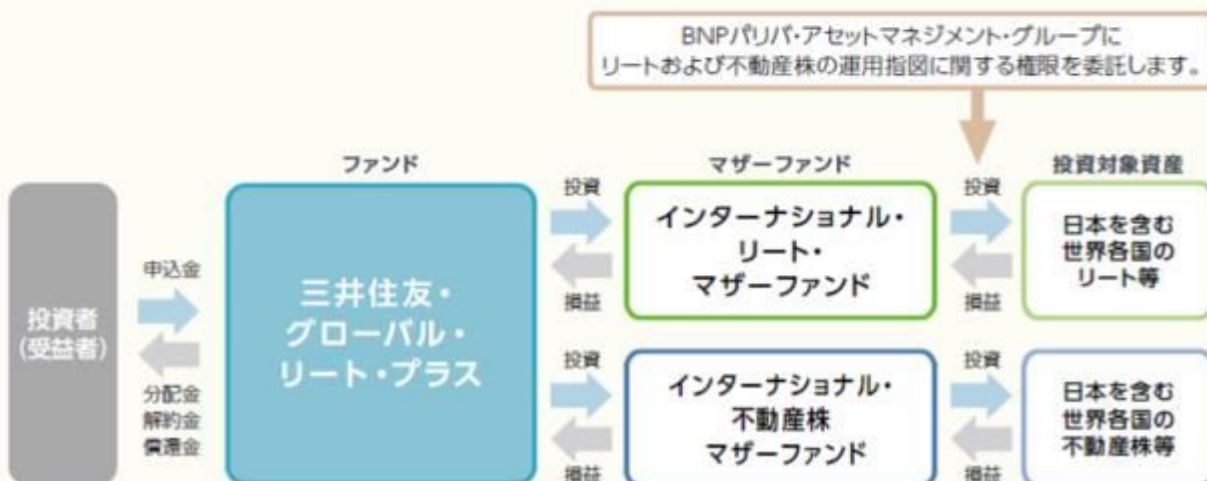 BNPパリバ・アセットマネジメント・グループに
リートおよび不動産株の運用指図に関する権限を委託します。
ファンド
マザーファンド
投資対象資産
投資者
(受益者)
申込金
分配金
解約金
償還金
三井住友・
グローバル・
リート・プラス
投資
損益
インターナショナル・
リート・
マザーファンド
投資
損益
日本を含む
世界各国の
リート等
投資
損益
インターナショナル・
不動産株
マザーファンド
投資
損益
日本を含む
世界各国の
不動産株等